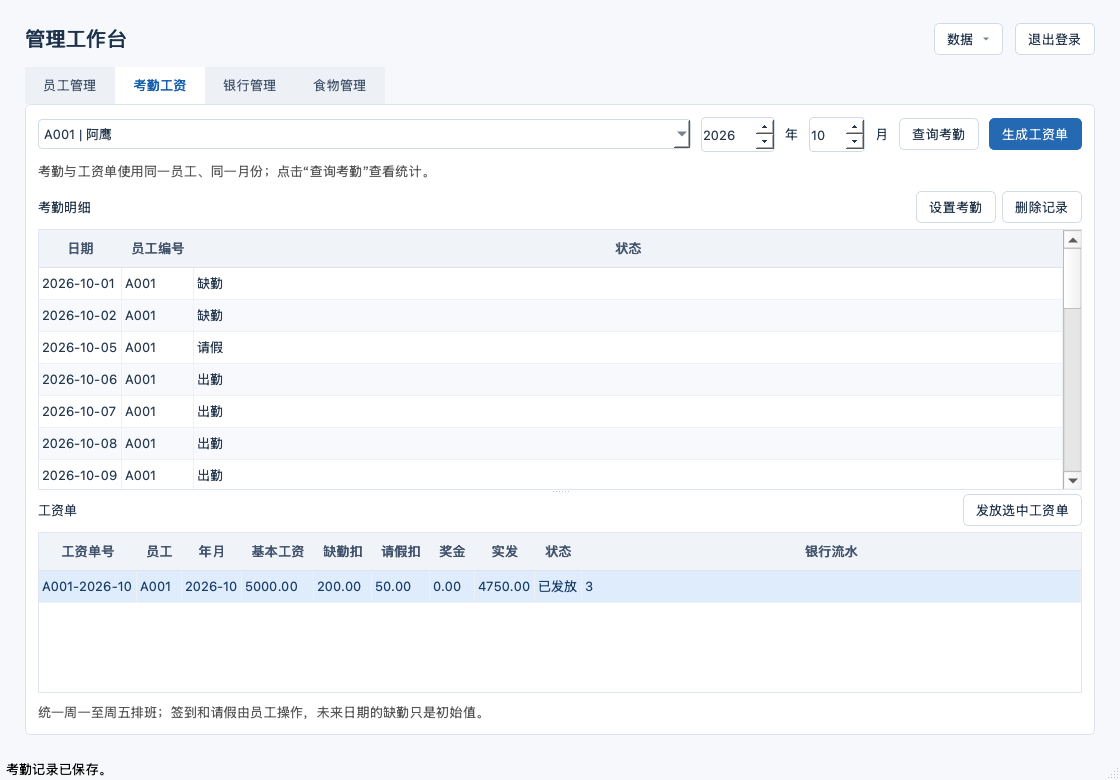 管理工作台
数据 退出登录
员工管理 考勤工资 银行管理 食物管理
A001 | 阿鹰 2026 年 10 月 查询考勤 生成工资单
考勤与工资单使用同一员工、同一月份；点击“查询考勤”查看统计。
考勤明细 设置考勤 删除记录
日期 员工编号 状态
2026-10-01 A001 缺勤
2026-10-02 A001 缺勤
2026-10-05 A001 请假
2026-10-06 A001 出勤
2026-10-07 A001 出勤
2026-10-08 A001 出勤
2026-10-09 A001 出勤
工资单 发放选中工资单
工资单号 员工 年月 基本工资 缺勤扣 请假扣 奖金 实发 状态 银行流水
A001-2026-10 A001 2026-10 5000.00 200.00 50.00 0.00 4750.00 已发放 3
统一周一至周五排班；签到和请假由员工操作，未来日期的缺勤只是初始值。
考勤记录已保存。